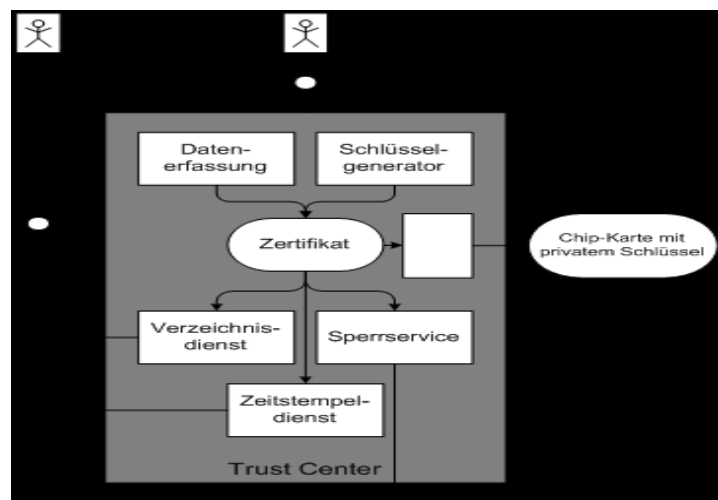 Daten-
erfassung
Schlüssel-
generator
Zertifikat
Chip-Karte mit
privatem Schlüssel
Verzeichnis-
dienst
Sperrservice
Zeitstempel-
dienst
Trust Center